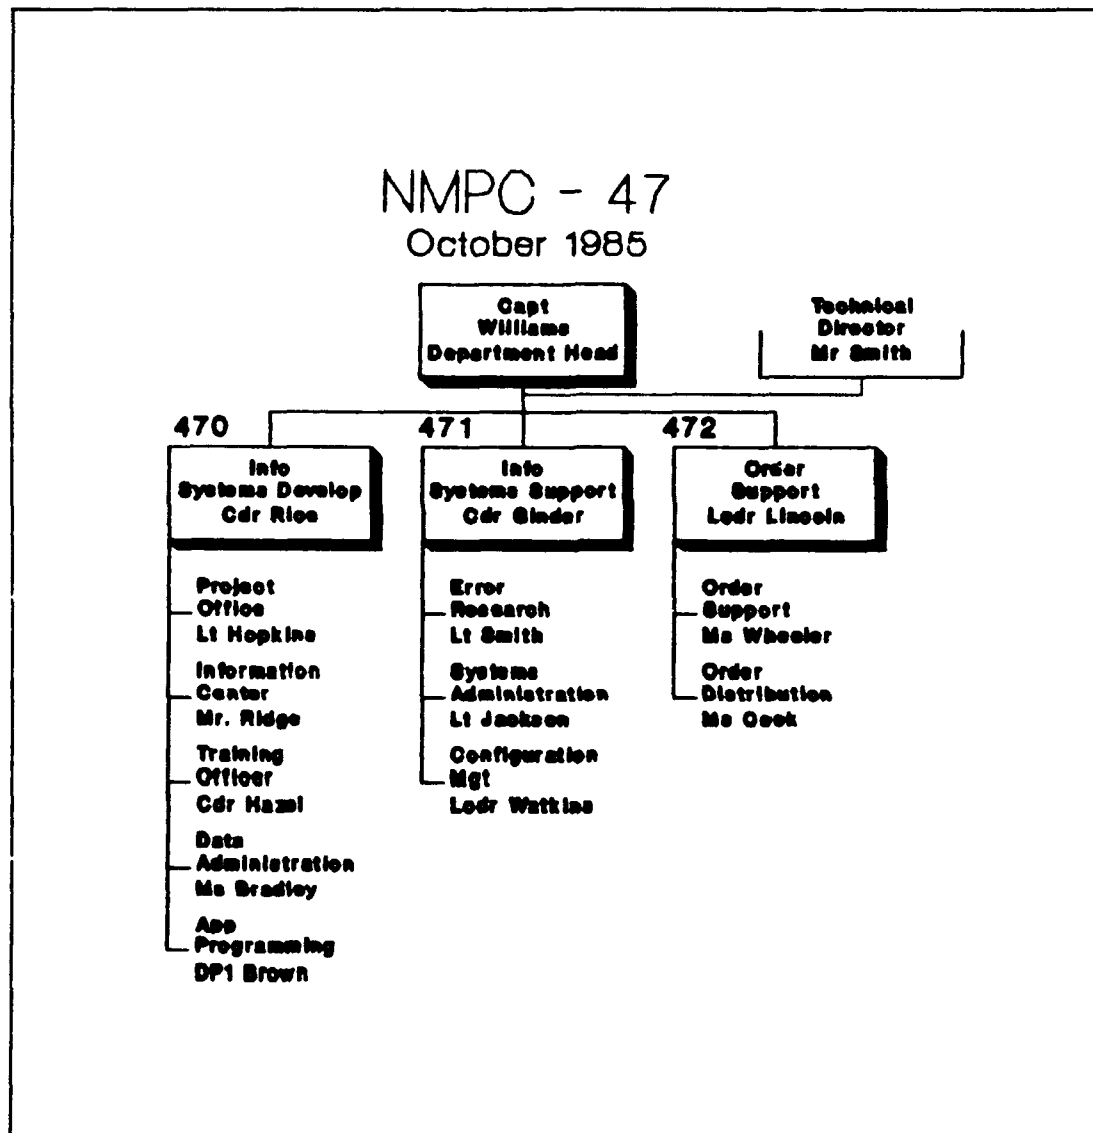 NMPC - 47
October 1985
Capt
Williams
Department Head
Technical
Director
Mr Smith
470
Info
Systems Develop
Cdr Rice
Project
Office
Lt Hopkins
Information
Center
Mr. Ridge
Training
Officer
Cdr Hazel
Data
Administration
Ms Bradley
App
Programming
DP1 Brown
471
Info
Systems Support
Cdr
Error
Research
Lt Smith
Systems
Administration
Lt Jackson
Configuration
Mgt
Lcdr Watkins
472
Order
Support
Lcdr Lincoln
Order
Support
Ms Wheeler
Order
Distribution
Ms